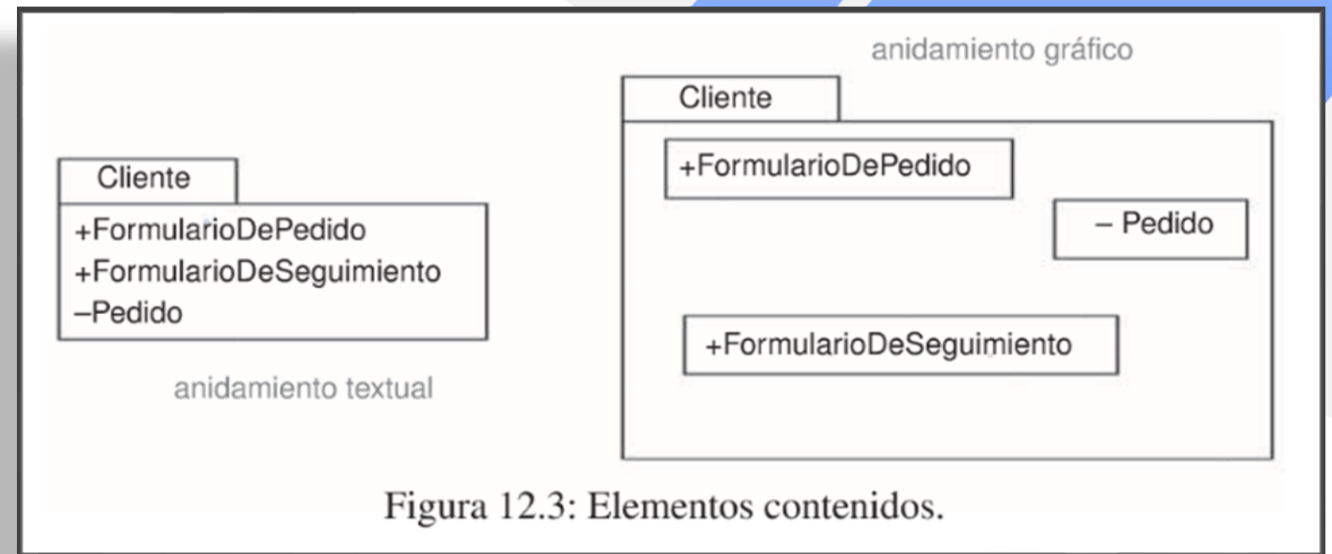 anidamiento gráfico
Cliente
+FormularioDePedido
+FormularioDeSeguimiento
–Pedido
anidamiento textual
Cliente
+FormularioDePedido
– Pedido
+FormularioDeSeguimiento
Figura 12.3: Elementos contenidos.